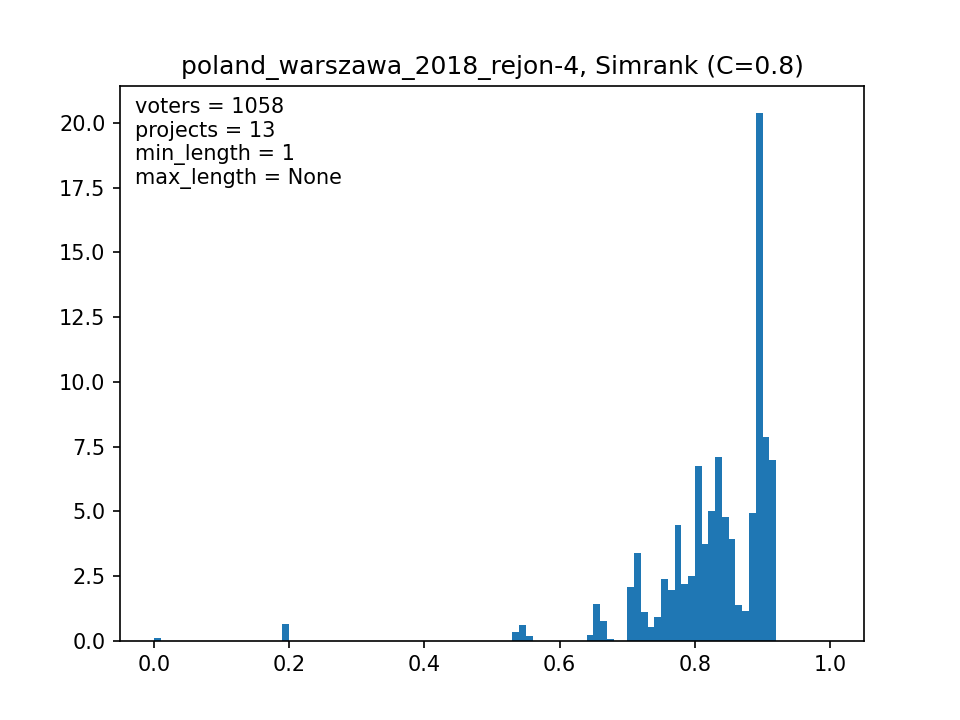 poland_warszawa_2018_rejon-4, Simrank (C=0.8)
voters = 1058
projects = 13
min_length = 1
max_length = None
20.0
17.5
15.0
12.5
10.0
7.5
5.0
2.5
0.0
0.0 0.2 0.4 0.6 0.8 1.0